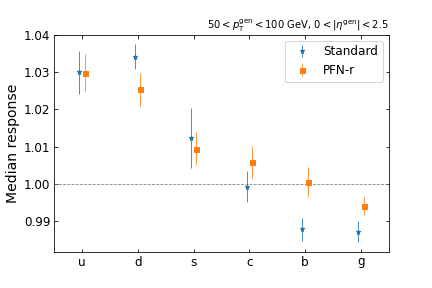 50 < p_T^gen < 100 GeV, 0 < |η^gen| < 2.5
1.04
1.03
1.02
1.01
1.00
0.99
Median response
Standard
PFN-r
u d s c b g